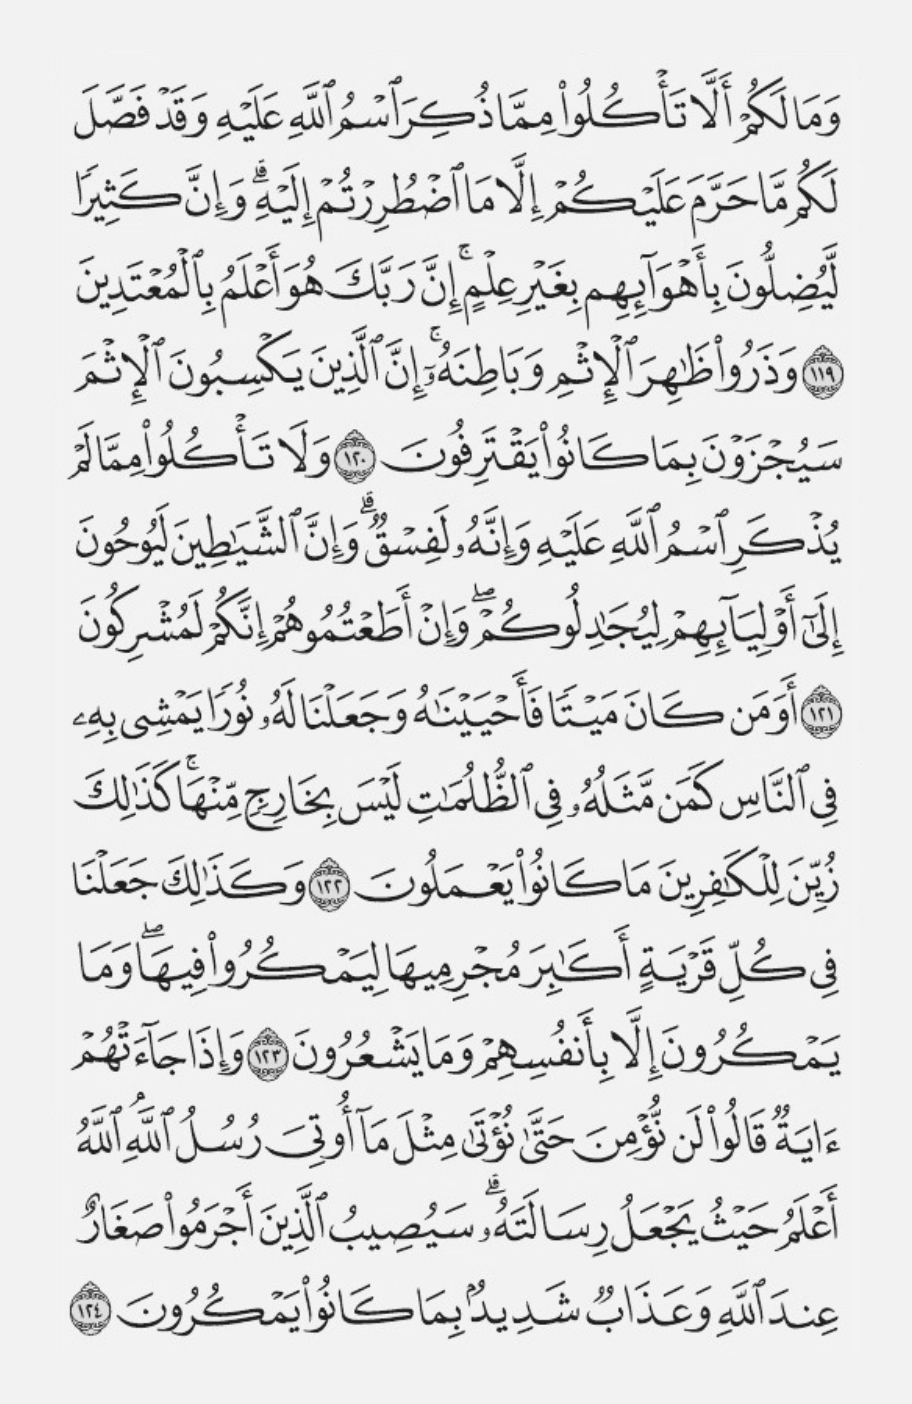 وَمَا لَكُمْ أَلَّا تَأْكُلُوا۟ مِمَّا ذُكِرَ ٱسْمُ ٱللَّهِ عَلَيْهِ وَقَدْ فَصَّلَ
لَكُم مَّا حَرَّمَ عَلَيْكُمْ إِلَّا مَا ٱضْطُرِرْتُمْ إِلَيْهِ ۗ وَإِنَّ كَثِيرًا
لَّيُضِلُّونَ بِأَهْوَآئِهِم بِغَيْرِ عِلْمٍ ۚ إِنَّ رَبَّكَ هُوَ أَعْلَمُ بِٱلْمُعْتَدِينَ
١١٩ وَذَرُوا۟ ظَـٰهِرَ ٱلْإِثْمِ وَبَاطِنَهُۥٓ ۚ إِنَّ ٱلَّذِينَ يَكْسِبُونَ ٱلْإِثْمَ
سَيُجْزَوْنَ بِمَا كَانُوا۟ يَقْتَرِفُونَ ١٢٠ وَلَا تَأْكُلُوا۟ مِمَّا لَمْ
يُذْكَرِ ٱسْمُ ٱللَّهِ عَلَيْهِ وَإِنَّهُۥ لَفِسْقٌ ۗ وَإِنَّ ٱلشَّيَـٰطِينَ لَيُوحُونَ
إِلَىٰٓ أَوْلِيَآئِهِمْ لِيُجَـٰدِلُوكُمْ ۖ وَإِنْ أَطَعْتُمُوهُمْ إِنَّكُمْ لَمُشْرِكُونَ
١٢١ أَوَمَن كَانَ مَيْتًا فَأَحْيَيْنَـٰهُ وَجَعَلْنَا لَهُۥ نُورًا يَمْشِى بِهِۦ
فِى ٱلنَّاسِ كَمَن مَّثَلُهُۥ فِى ٱلظُّلُمَـٰتِ لَيْسَ بِخَارِجٍ مِّنْهَا ۚ كَذَٰلِكَ
زُيِّنَ لِلْكَـٰفِرِينَ مَا كَانُوا۟ يَعْمَلُونَ ١٢٢ وَكَذَٰلِكَ جَعَلْنَا
فِى كُلِّ قَرْيَةٍ أَكَـٰبِرَ مُجْرِمِيهَا لِيَمْكُرُوا۟ فِيهَا ۖ وَمَا
يَمْكُرُونَ إِلَّا بِأَنفُسِهِمْ وَمَا يَشْعُرُونَ ١٢٣ وَإِذَا جَآءَتْهُمْ
ءَايَةٌ قَالُوا۟ لَن نُّؤْمِنَ حَتَّىٰ نُؤْتَىٰ مِثْلَ مَآ أُوتِىَ رُسُلُ ٱللَّهِ ۘ ٱللَّهُ
أَعْلَمُ حَيْثُ يَجْعَلُ رِسَالَتَهُۥ ۗ سَيُصِيبُ ٱلَّذِينَ أَجْرَمُوا۟ صَغَارٌ
عِندَ ٱللَّهِ وَعَذَابٌ شَدِيدٌۢ بِمَا كَانُوا۟ يَمْكُرُونَ ١٢٤